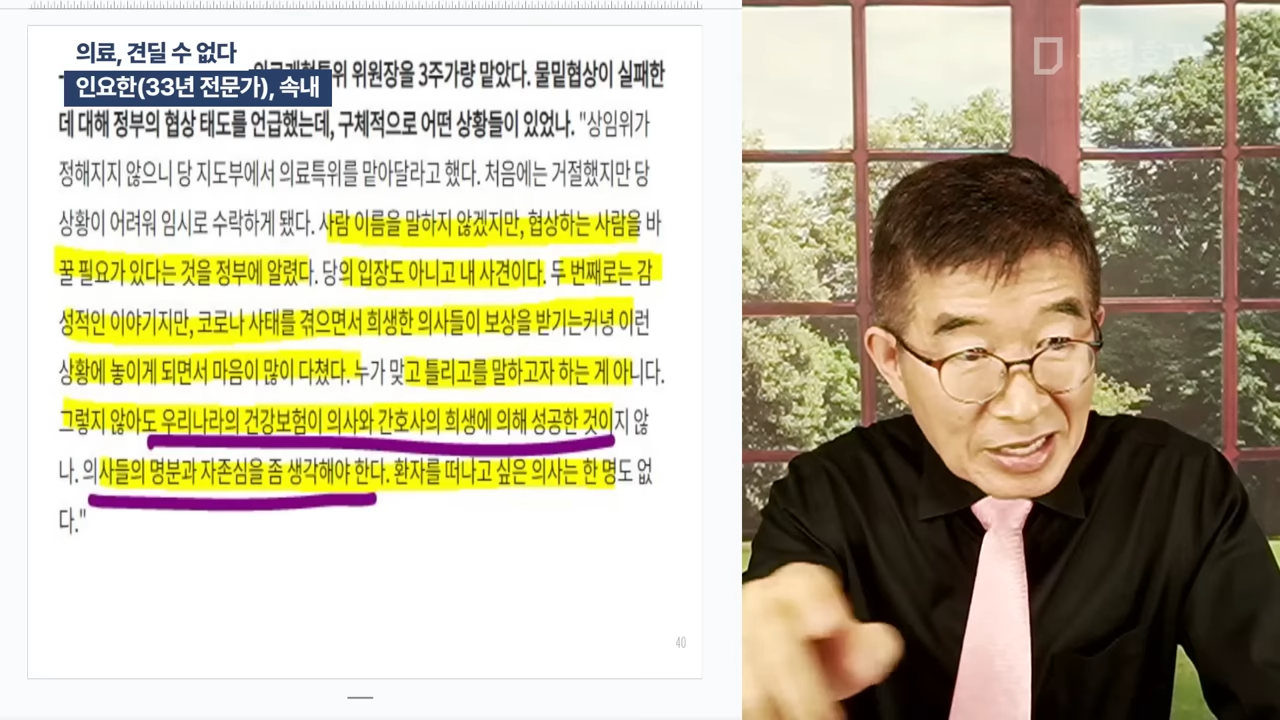 의료, 견딜 수 없다
인요한(33년 전문가), 속내
위원장을 3주가량 맡았다. 물밑협상이 실패한
데 대해 정부의 협상 태도를 언급했는데, 구체적으로 어떤 상황들이 있었나. "상임위가
정해지지 않으니 당 지도부에서 의료특위를 맡아달라고 했다. 처음에는 거절했지만 당
상황이 어려워 임시로 수락하게 됐다. 사람 이름을 말하지 않겠지만, 협상하는 사람을 바
꿀 필요가 있다는 것을 정부에 알렸다. 당의 입장도 아니고 내 사견이다. 두 번째로는 감
성적인 이야기지만, 코로나 사태를 겪으면서 희생한 의사들이 보상을 받기는커녕 이런
상황에 놓이게 되면서 마음이 많이 다쳤다. 누가 맞고 틀리고를 말하고자 하는 게 아니다.
그렇지 않아도 우리나라의 건강보험이 의사와 간호사의 희생에 의해 성공한 것이지 않
나. 의사들의 명분과 자존심을 좀 생각해야 한다. 환자를 떠나고 싶은 의사는 한 명도 없
다."
40